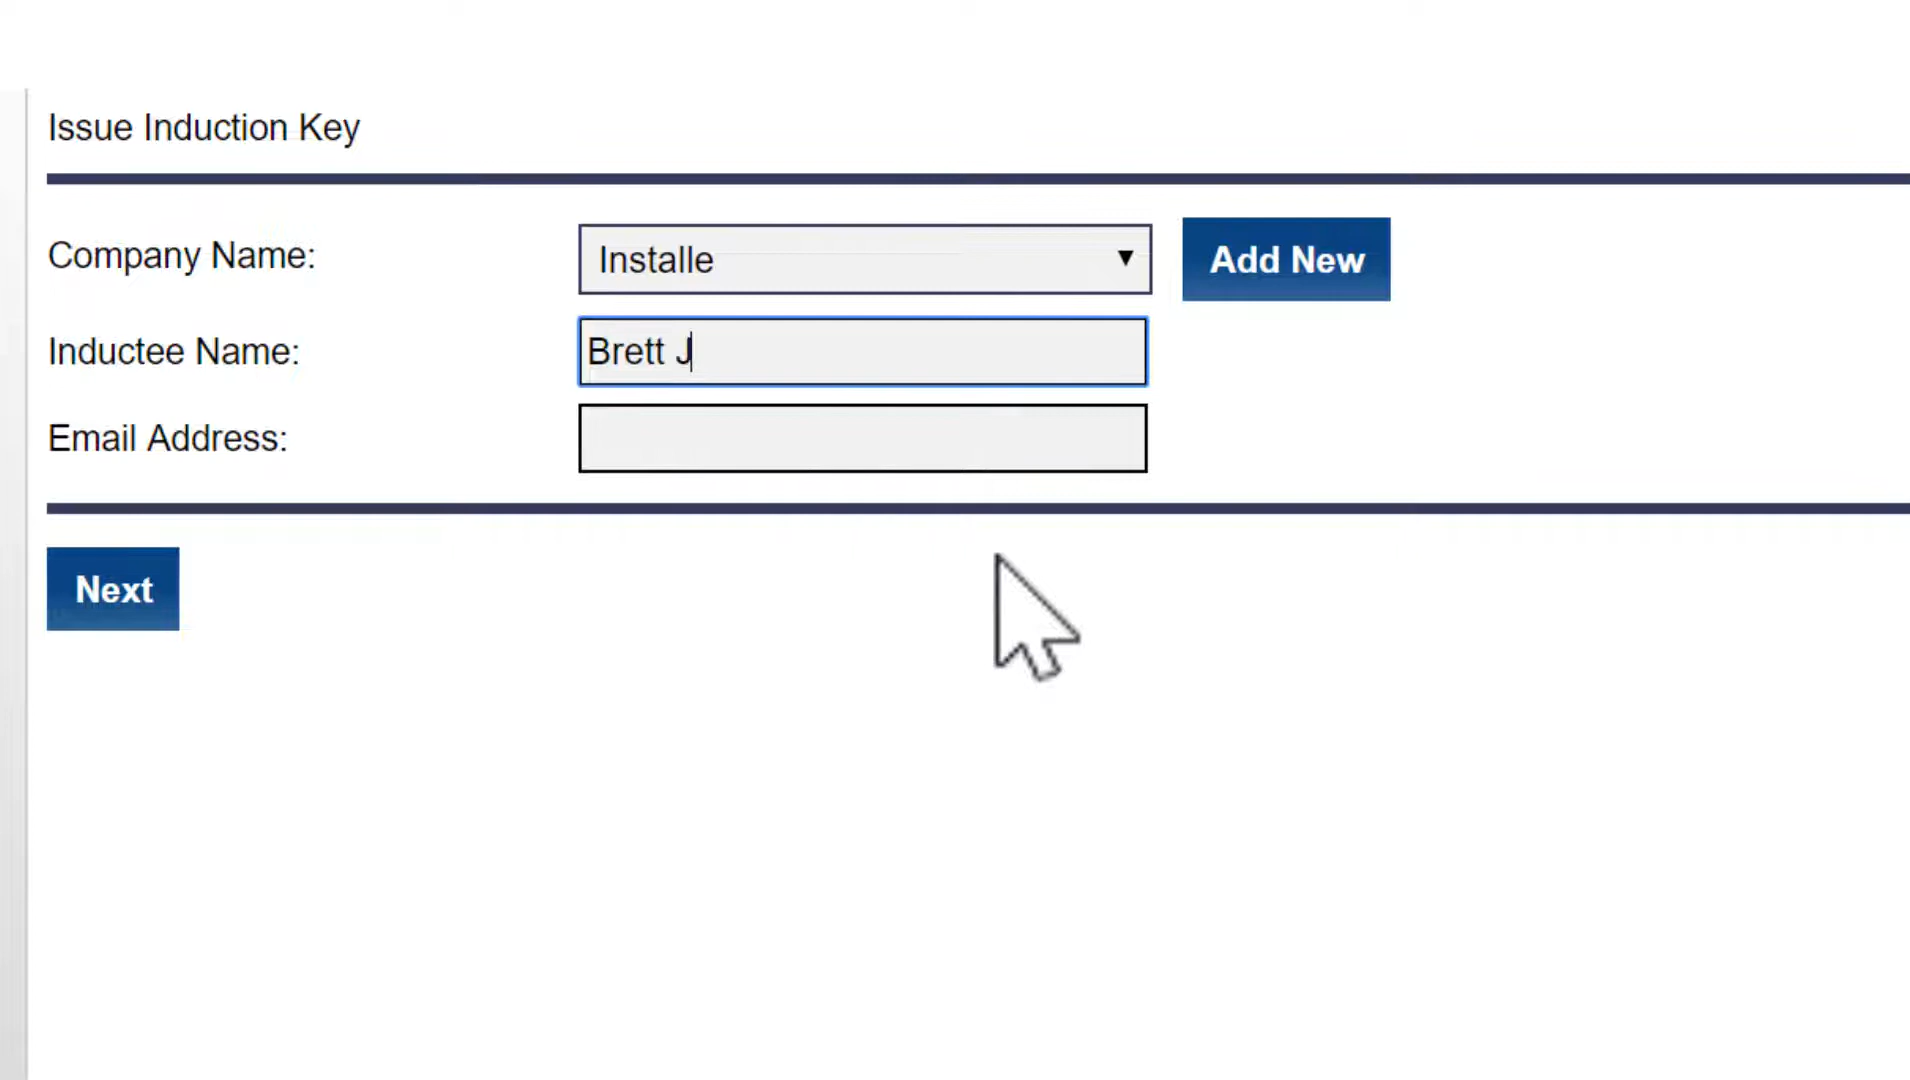 Issue Induction Key
Company Name: Installe Add New
Inductee Name: Brett J
Email Address:
Next